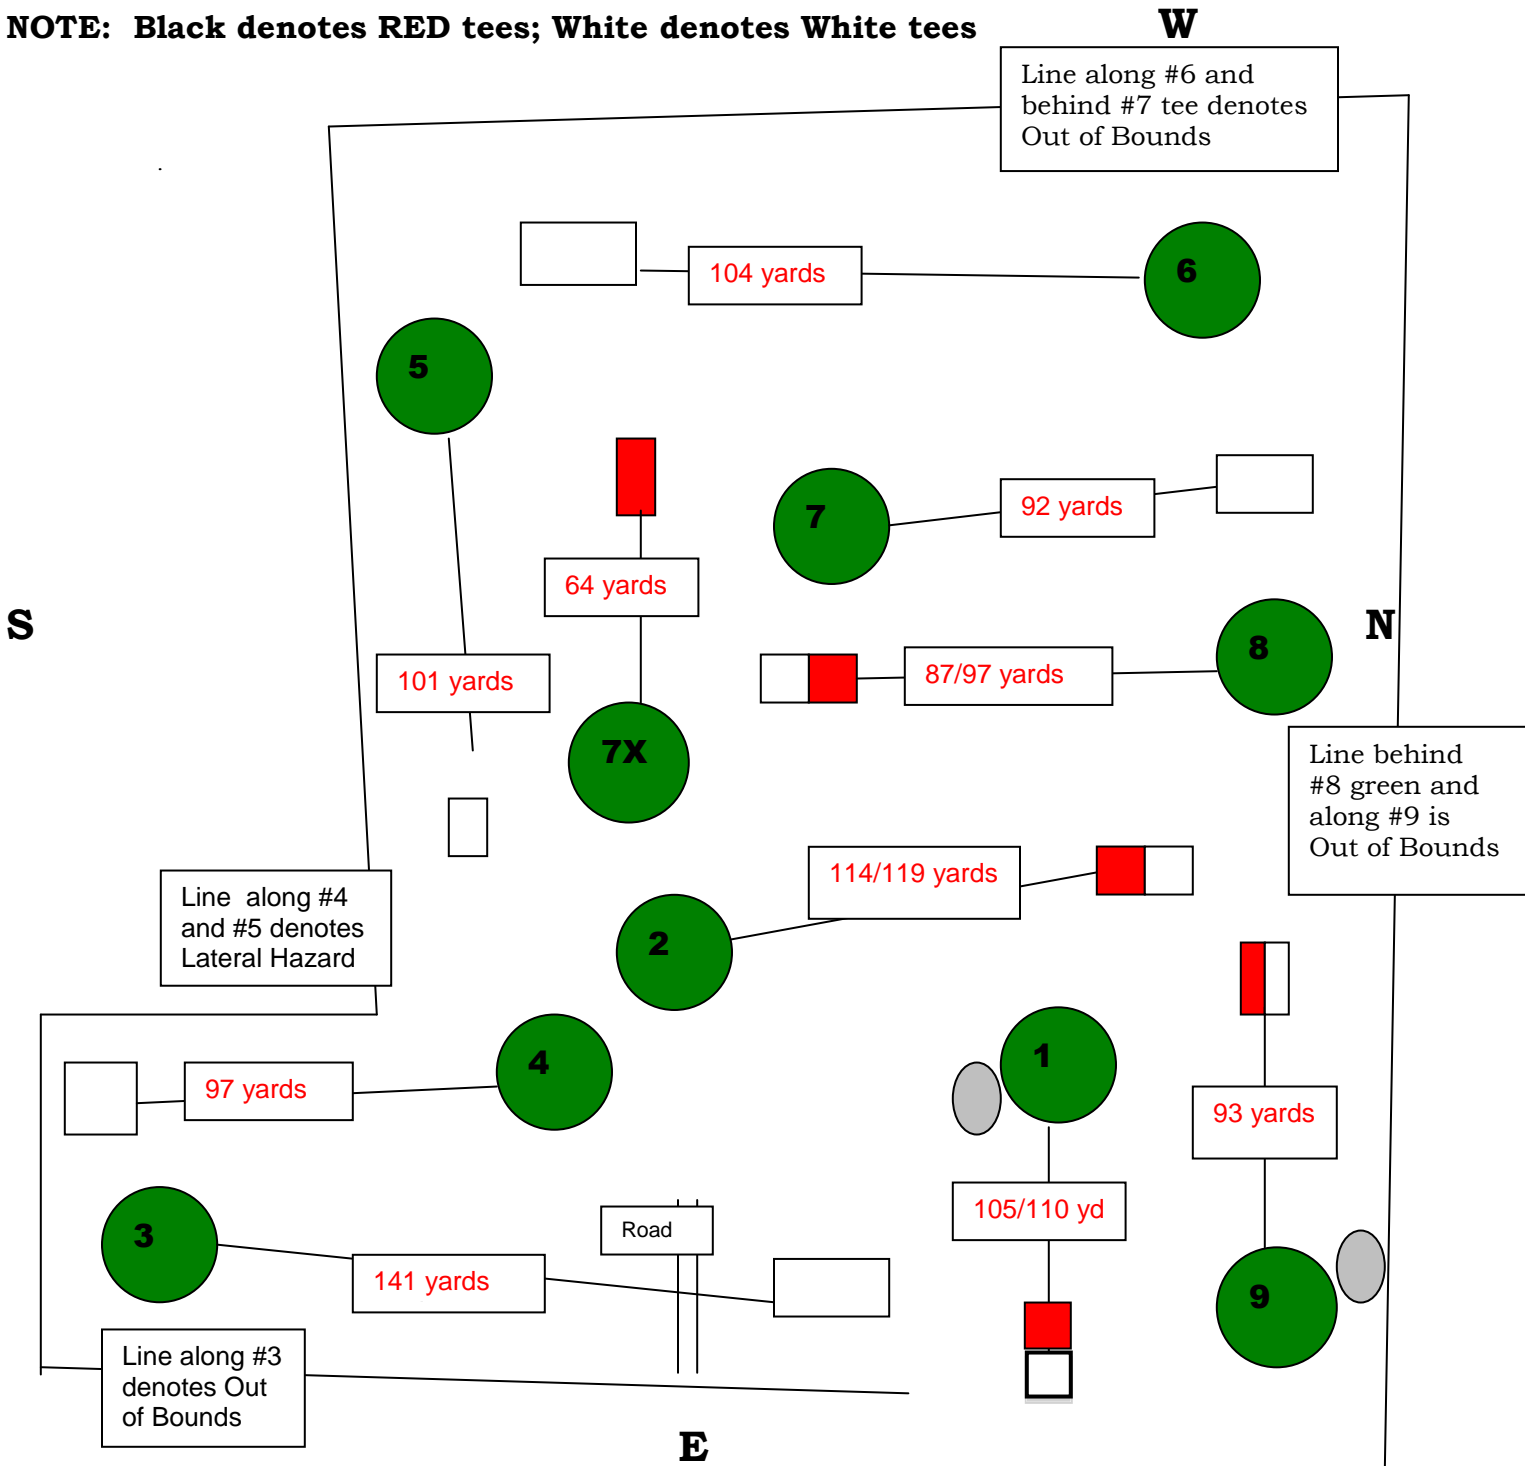 NOTE: Black denotes RED tees; White denotes White tees
W
Line along #6 and
behind #7 tee denotes
Out of Bounds
104 yards
6
5
7
92 yards
64 yards
S
N
8
87/97 yards
101 yards
7X
Line behind
#8 green and
along #9 is
Out of Bounds
114/119 yards
Line along #4
and #5 denotes
Lateral Hazard
2
1
4
97 yards
93 yards
105/110 yd
3
Road
141 yards
9
Line along #3
denotes Out
of Bounds
E